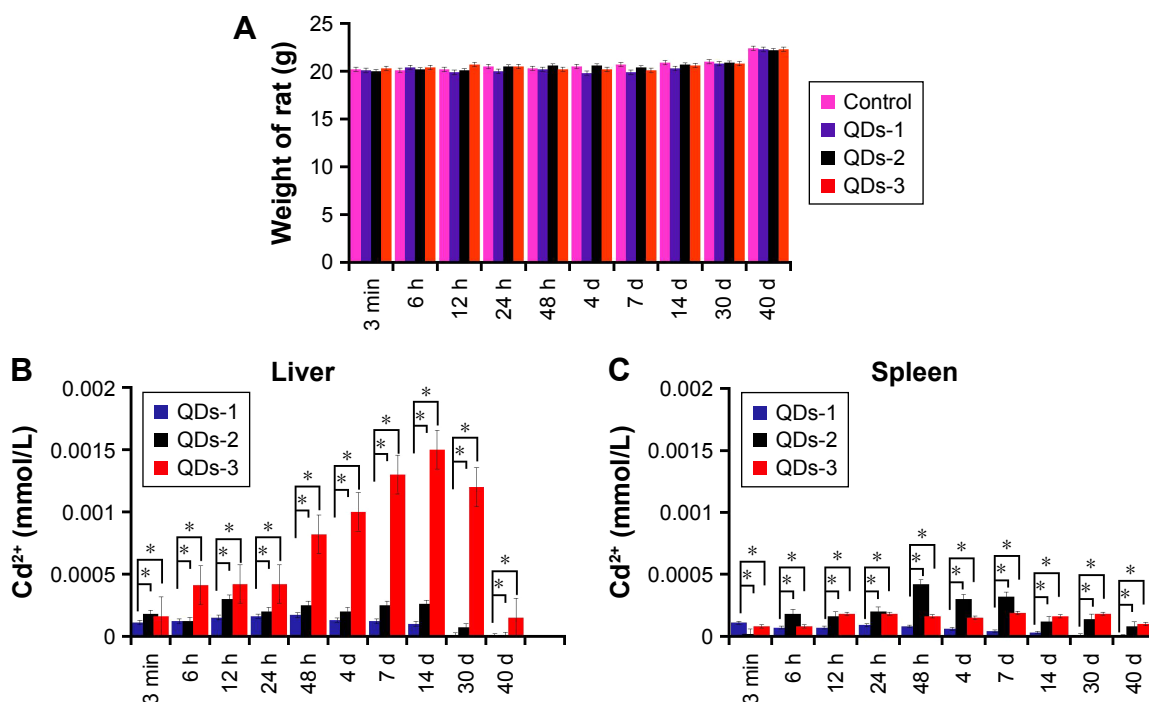 A
25
20
15
10
5
0
Weight of rat (g)
3 min
6 h
12 h
24 h
48 h
4 d
7 d
14 d
30 d
40 d
Control
QDs-1
QDs-2
QDs-3
B
Liver
0.002
0.0015
0.001
0.0005
0
Cd²⁺ (mmol/L)
QDs-1
QDs-2
QDs-3
* * * * * * * * * *
* * * * * * * * * *
3 min
6 h
12 h
24 h
48 h
4 d
7 d
14 d
30 d
40 d
C
Spleen
0.002
0.0015
0.001
0.0005
0
Cd²⁺ (mmol/L)
QDs-1
QDs-2
QDs-3
* * * * * * * * * *
* * * * * * * * * *
3 min
6 h
12 h
24 h
48 h
4 d
7 d
14 d
30 d
40 d